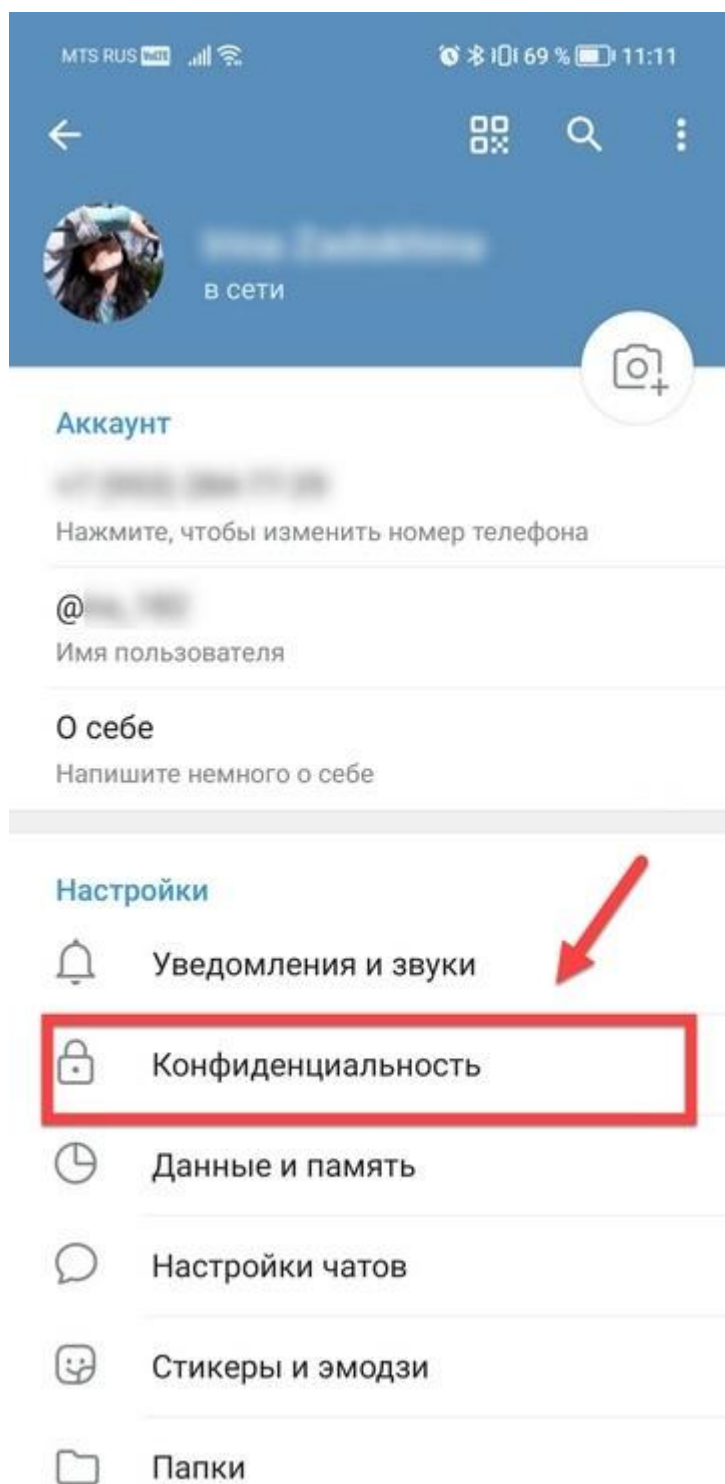 MTS RUS VoLTE 69 % 11:11
в сети
Аккаунт
Нажмите, чтобы изменить номер телефона
@
Имя пользователя
О себе
Напишите немного о себе
Настройки
Уведомления и звуки
Конфиденциальность
Данные и память
Настройки чатов
Стикеры и эмодзи
Папки